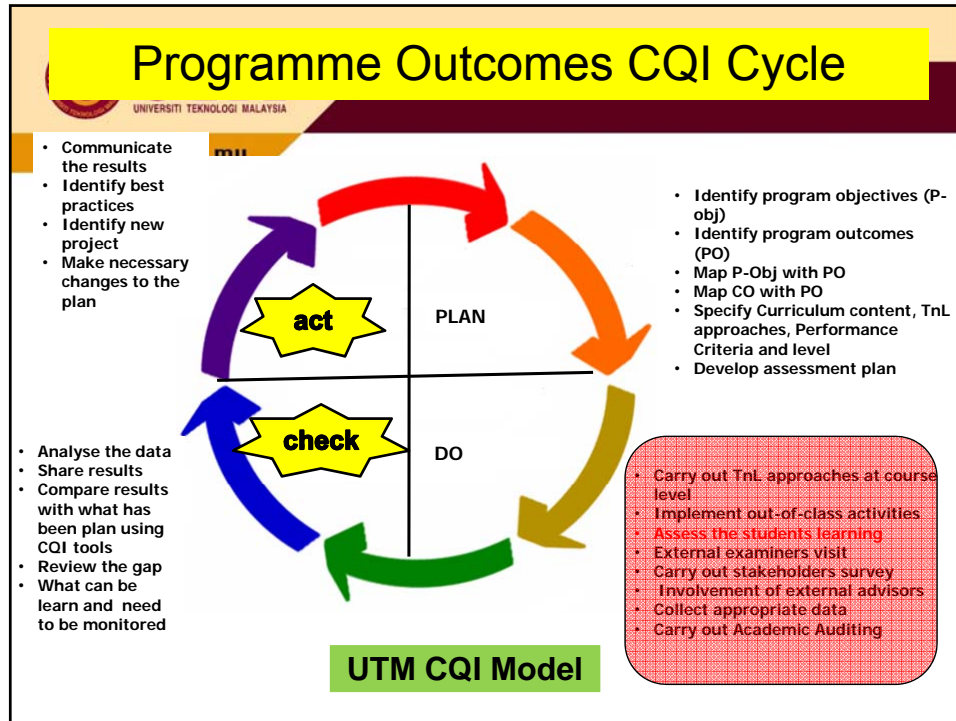 Programme Outcomes CQI Cycle
UNIVERSITI TEKNOLOGI MALAYSIA
• Communicate
the results
• Identify best
practices
• Identify new
project
• Make necessary
changes to the
plan
• Identify program objectives (P-
obj)
• Identify program outcomes
(PO)
• Map P-Obj with PO
• Map CO with PO
• Specify Curriculum content, TnL
approaches, Performance
Criteria and level
• Develop assessment plan
act
PLAN
check
DO
• Analyse the data
• Share results
• Compare results
with what has
been plan using
CQI tools
• Review the gap
• What can be
learn and need
to be monitored
• Carry out TnL approaches at course
level
• Implement out-of-class activities
• Assess the students learning
• External examiners visit
• Carry out stakeholders survey
• Involvement of external advisors
• Collect appropriate data
• Carry out Academic Auditing
UTM CQI Model